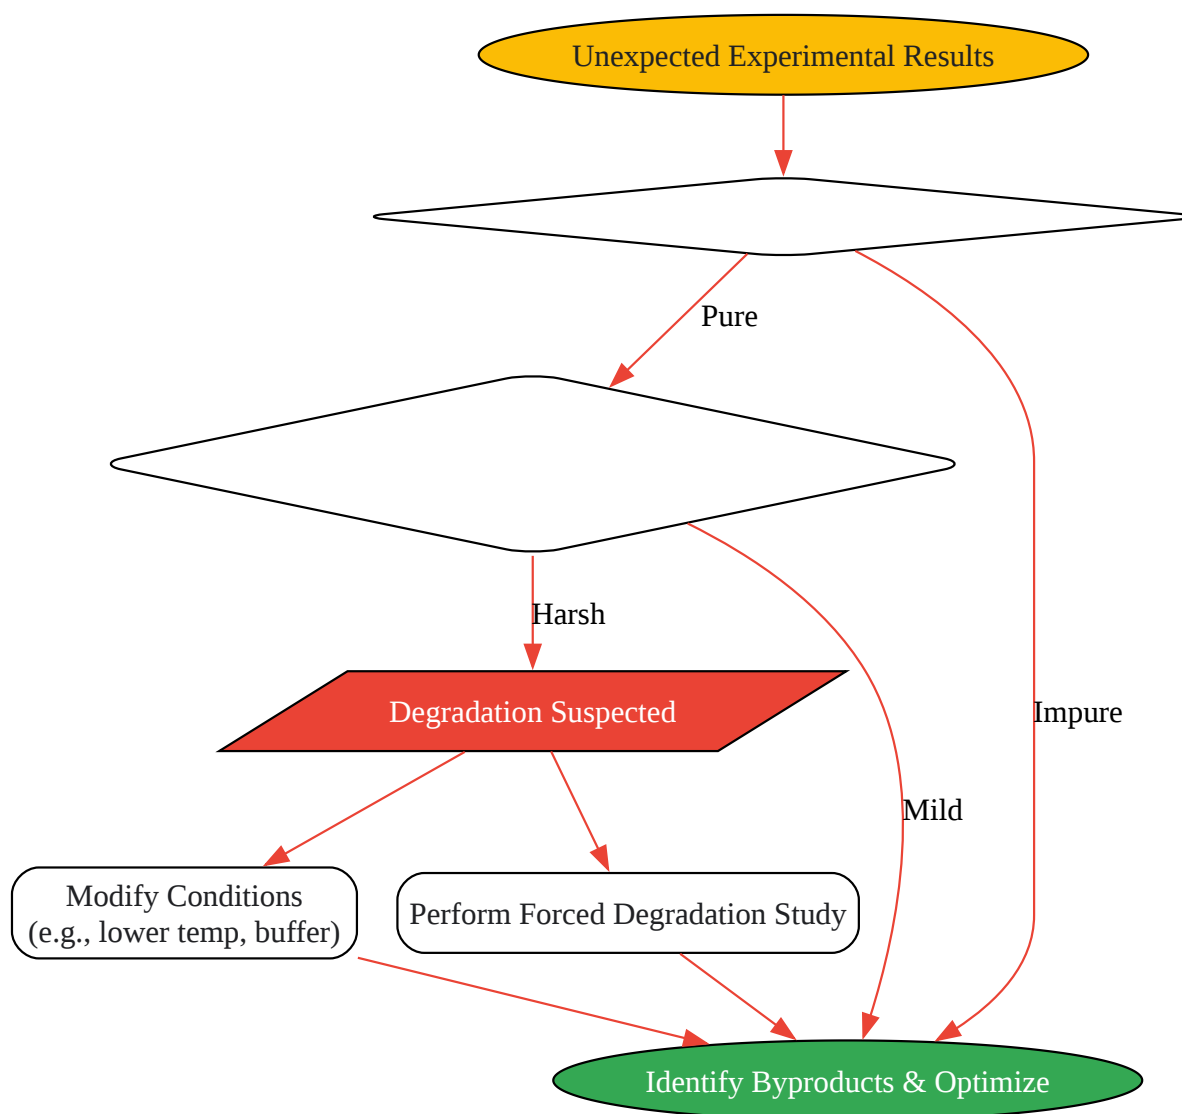 Unexpected Experimental Results
Pure
Harsh
Degradation Suspected
Impure
Mild
Modify Conditions
(e.g., lower temp, buffer)
Perform Forced Degradation Study
Identify Byproducts & Optimize